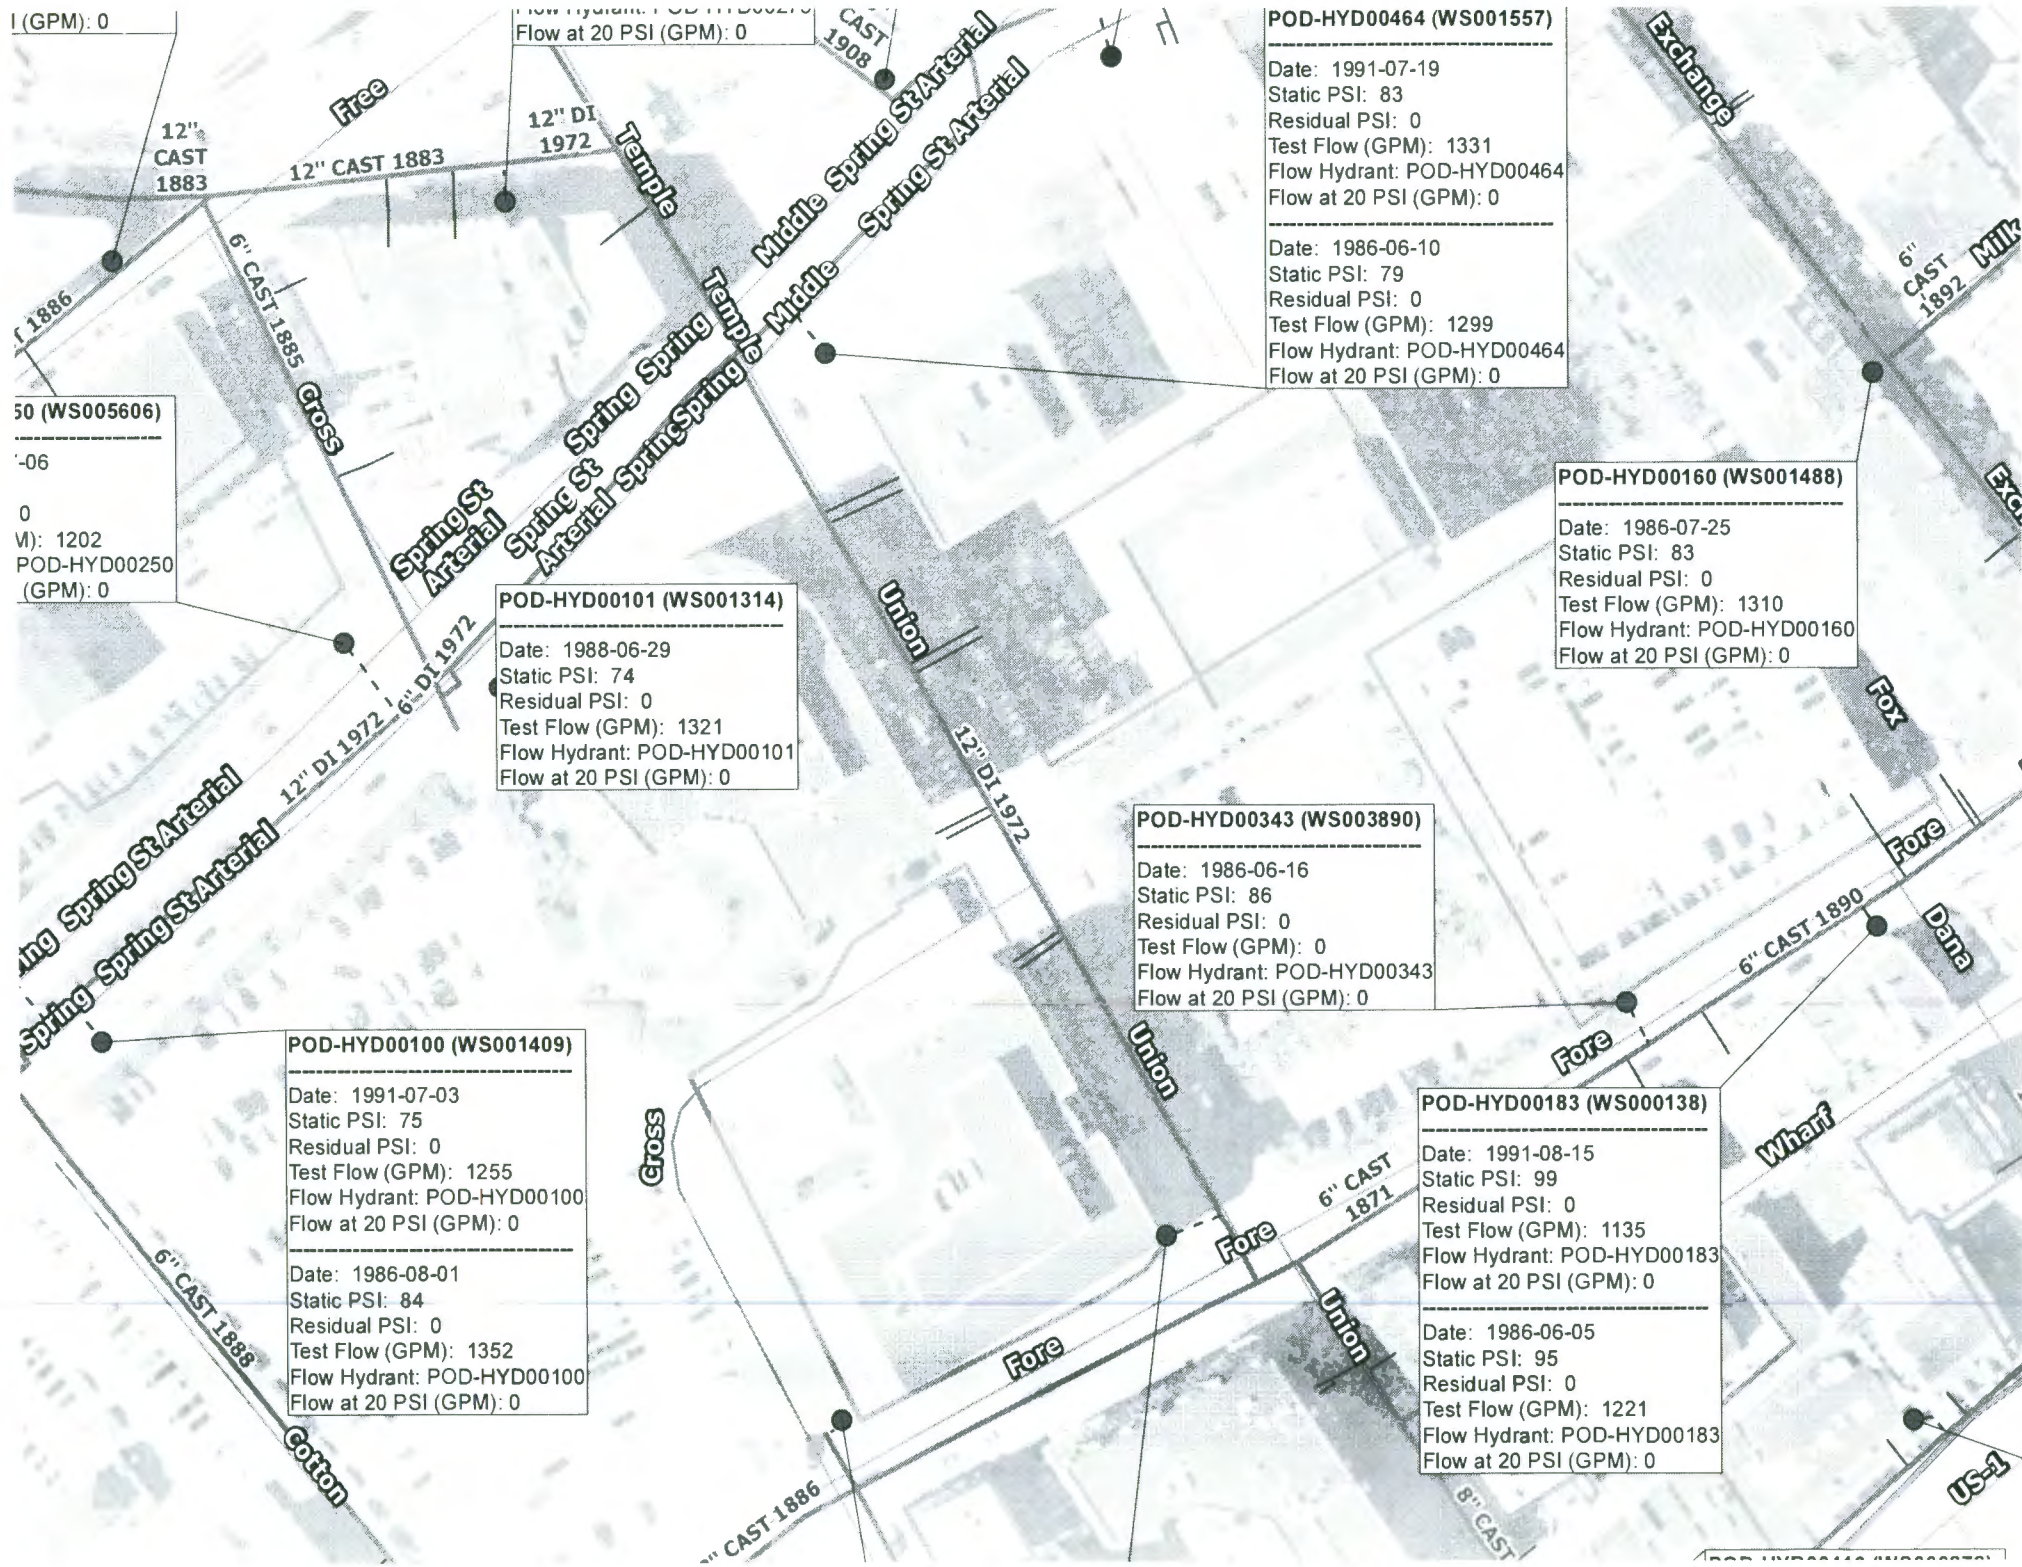 (GPM): 0
Flow at 20 PSI (GPM): 0
CAST
1908
Free
12" DI
1972
12"
CAST
1883
12" CAST 1883
Temple
Middle Spring St Arterial
Spring St Arterial
POD-HYD00464 (WS001557)
Date: 1991-07-19
Static PSI: 83
Residual PSI: 0
Test Flow (GPM): 1331
Flow Hydrant: POD-HYD00464
Flow at 20 PSI (GPM): 0
Date: 1986-06-10
Static PSI: 79
Residual PSI: 0
Test Flow (GPM): 1299
Flow Hydrant: POD-HYD00464
Flow at 20 PSI (GPM): 0
Exchange
6"
CAST
1892
Milk
1886
6" CAST 1885
Cross
Temple
Middle
Spring Spring
Spring Spring
50 (WS005606)
-06
0
M): 1202
POD-HYD00250
(GPM): 0
Spring St
Arterial
Spring St
Arterial
POD-HYD00101 (WS001314)
Date: 1988-06-29
Static PSI: 74
Residual PSI: 0
Test Flow (GPM): 1321
Flow Hydrant: POD-HYD00101
Flow at 20 PSI (GPM): 0
Union
POD-HYD00160 (WS001488)
Date: 1986-07-25
Static PSI: 83
Residual PSI: 0
Test Flow (GPM): 1310
Flow Hydrant: POD-HYD00160
Flow at 20 PSI (GPM): 0
Exc
Fox
6" DI 1972
12" DI 1972
12" DI 1972
Spring St Arterial
Spring St Arterial
Spring
POD-HYD00343 (WS003890)
Date: 1986-06-16
Static PSI: 86
Residual PSI: 0
Test Flow (GPM): 0
Flow Hydrant: POD-HYD00343
Flow at 20 PSI (GPM): 0
Fore
6" CAST 1890
Dana
Fore
Union
POD-HYD00100 (WS001409)
Date: 1991-07-03
Static PSI: 75
Residual PSI: 0
Test Flow (GPM): 1255
Flow Hydrant: POD-HYD00100
Flow at 20 PSI (GPM): 0
Date: 1986-08-01
Static PSI: 84
Residual PSI: 0
Test Flow (GPM): 1352
Flow Hydrant: POD-HYD00100
Flow at 20 PSI (GPM): 0
Cross
6" CAST
1871
Wharf
POD-HYD00183 (WS000138)
Date: 1991-08-15
Static PSI: 99
Residual PSI: 0
Test Flow (GPM): 1135
Flow Hydrant: POD-HYD00183
Flow at 20 PSI (GPM): 0
Date: 1986-06-05
Static PSI: 95
Residual PSI: 0
Test Flow (GPM): 1221
Flow Hydrant: POD-HYD00183
Flow at 20 PSI (GPM): 0
Fore
Fore
Union
6" CAST 1888
Cotton
CAST 1886
8" CAST
US-1